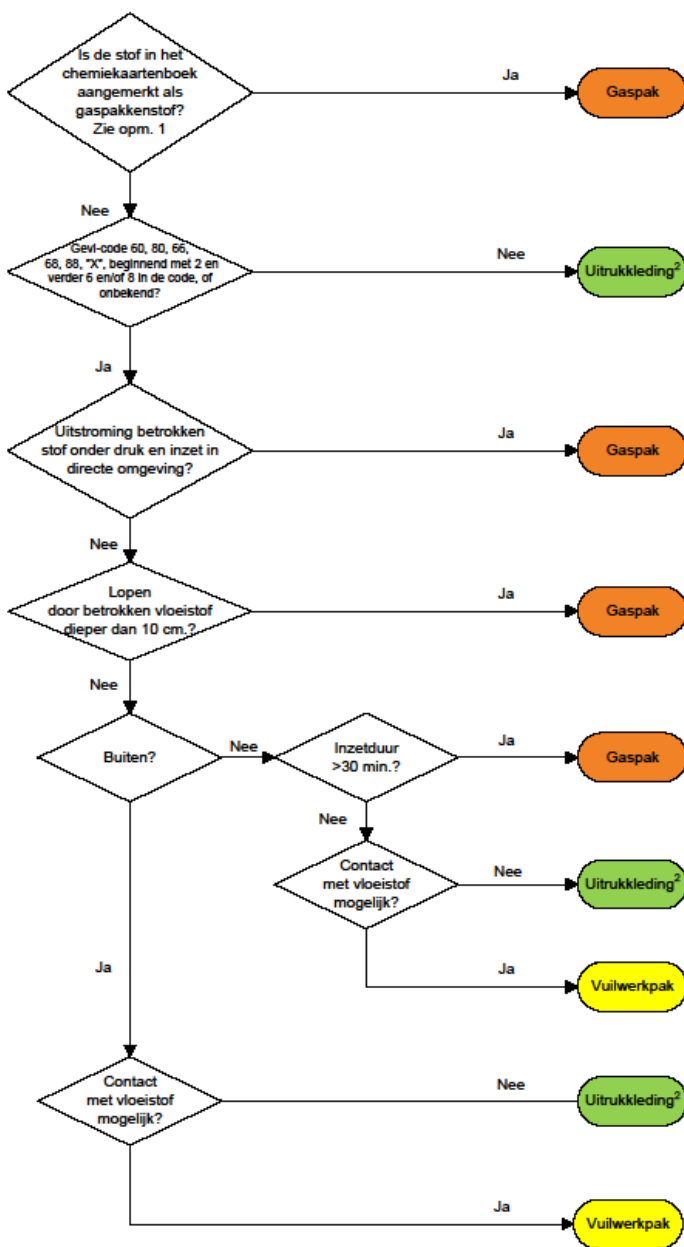 Is de stof in het
chemiekaartenboek
aangemerkt als
gaspakkenstof?
Zie opm. 1
Ja
Gaspak
Nee
Gevi-code 60, 80, 66,
68, 88, "X", beginnend met 2 en
verder 6 en/of 8 in de code, of
onbekend?
Nee
Uitrukkleding²
Ja
Uitstroming betrokken
stof onder druk en inzet in
directe omgeving?
Ja
Gaspak
Nee
Lopen
door betrokken vloeistof
dieper dan 10 cm.?
Ja
Gaspak
Nee
Buiten?
Nee
Inzetduur
>30 min.?
Ja
Gaspak
Nee
Contact
met vloeistof
mogelijk?
Nee
Uitrukkleding²
Ja
Vuilwerkpak
Ja
Contact
met vloeistof
mogelijk?
Nee
Uitrukkleding²
Ja
Vuilwerkpak